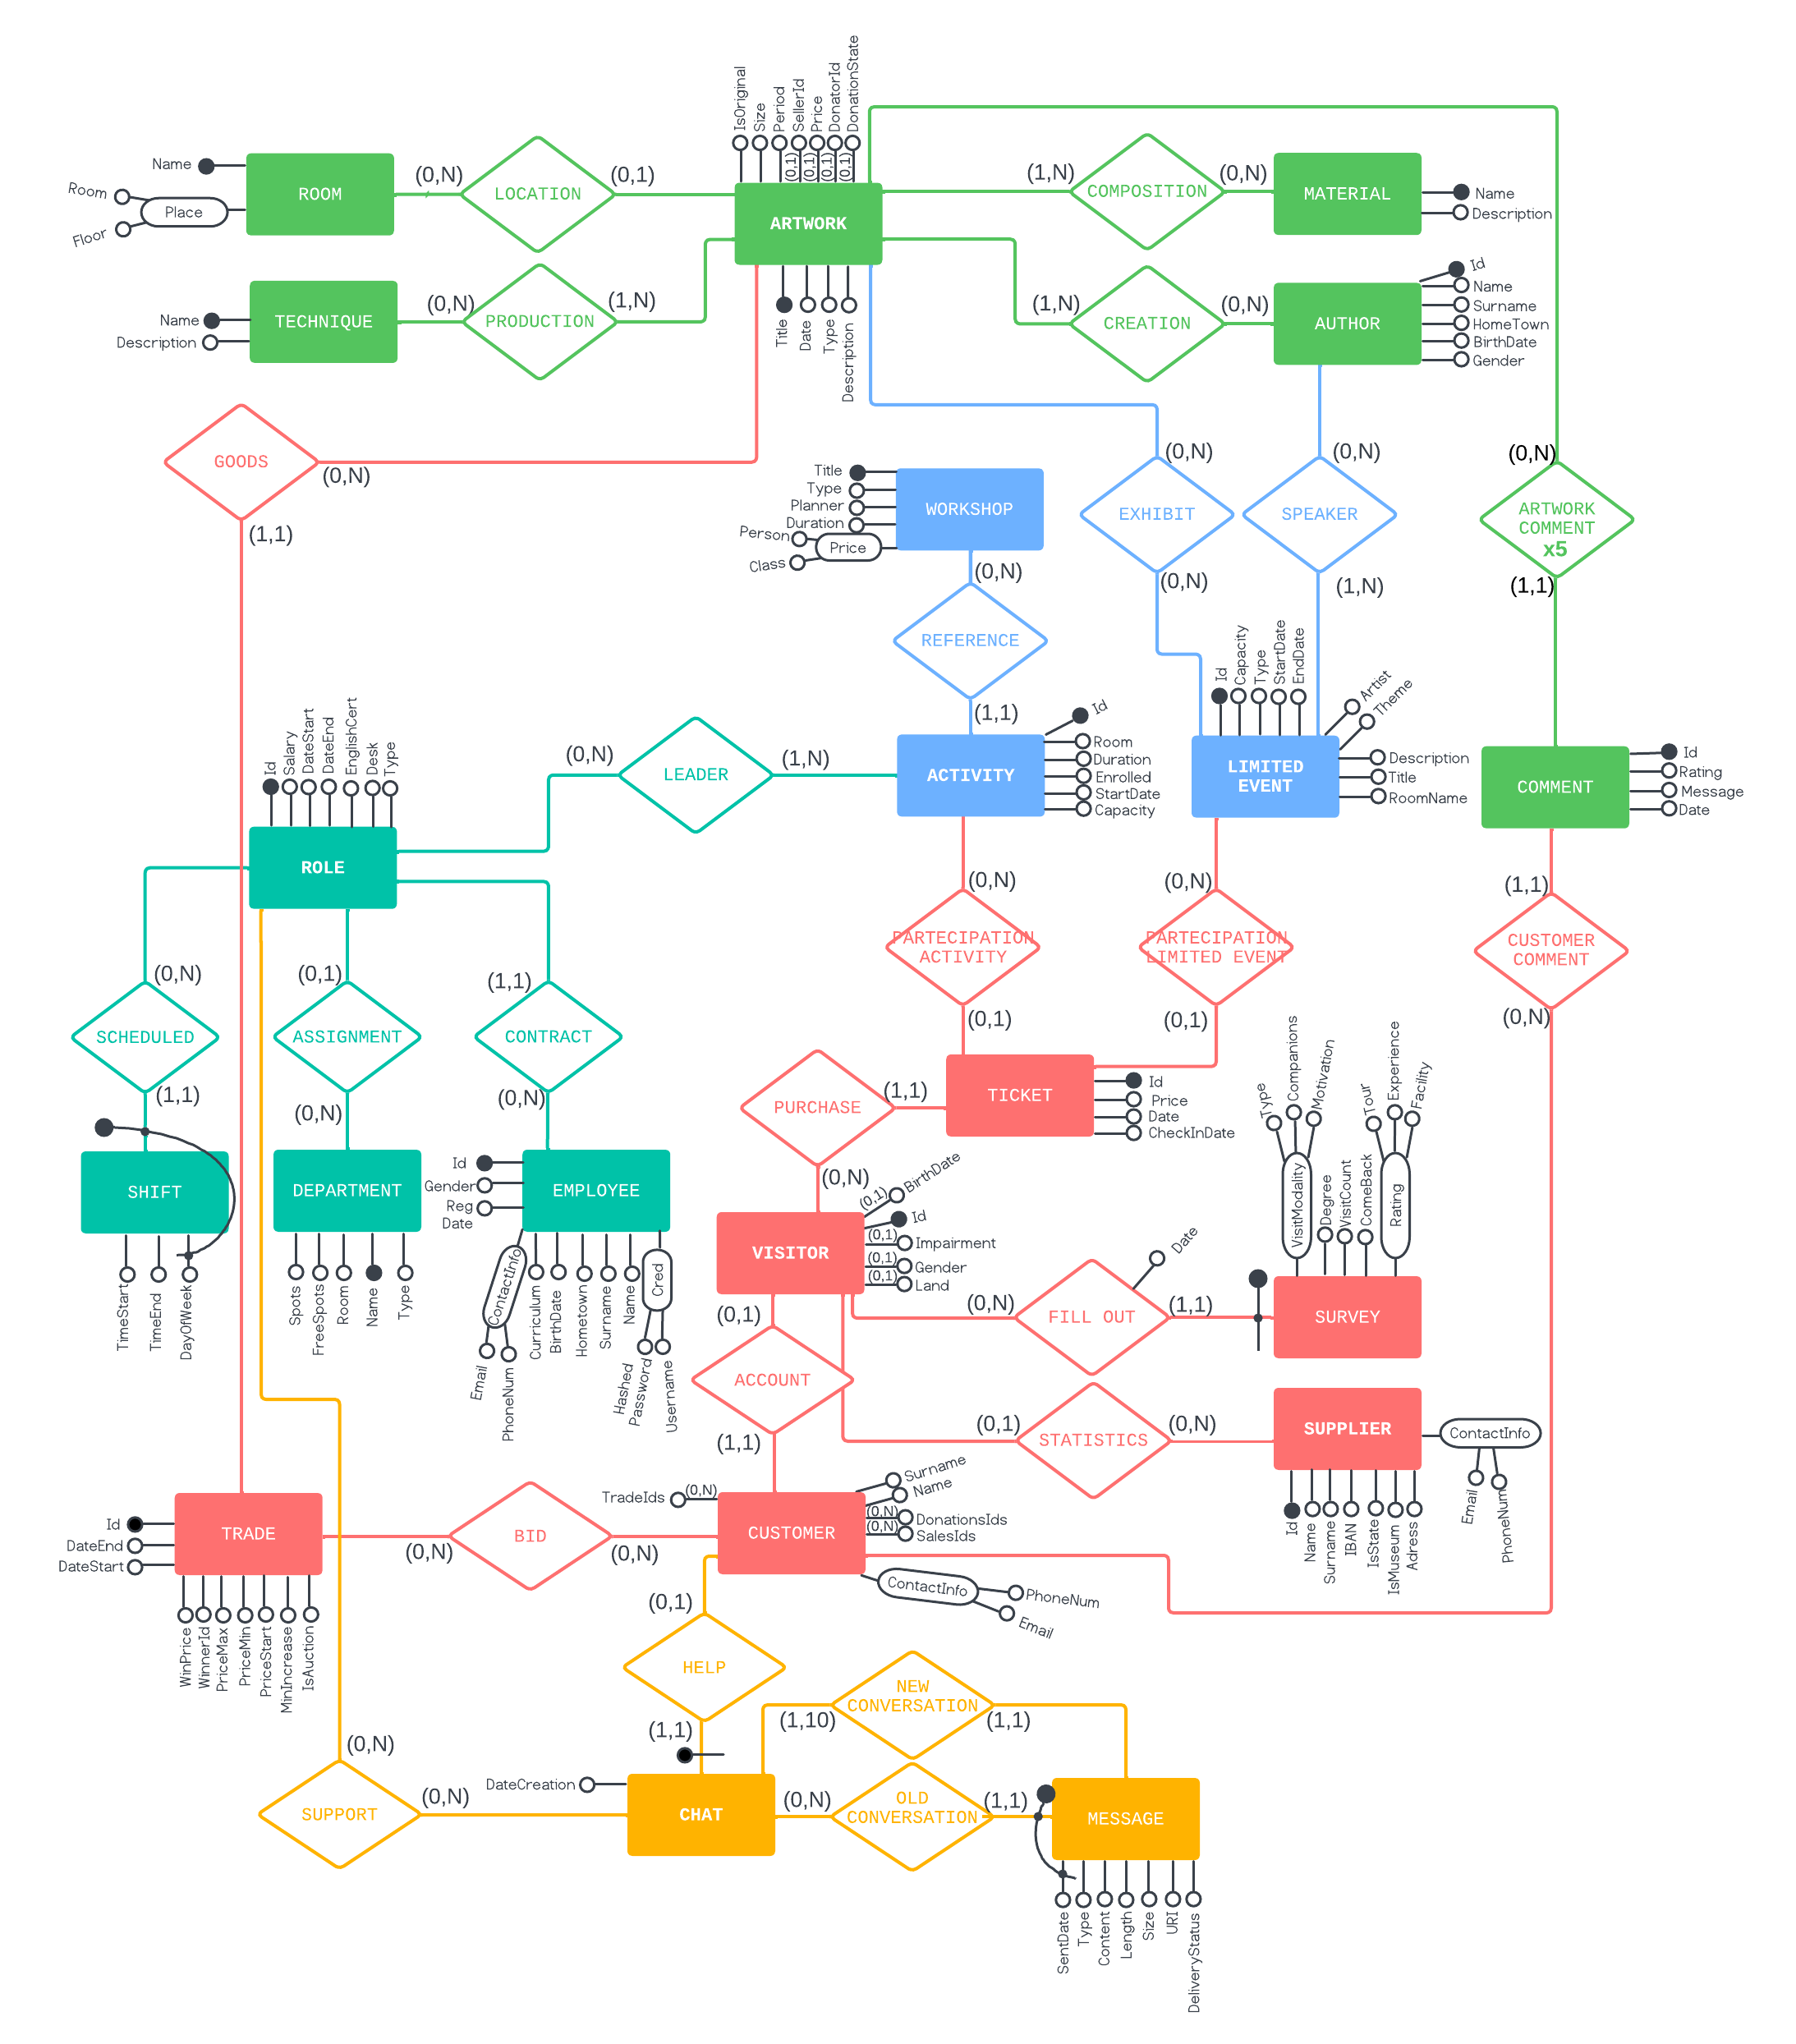 IsOriginal
Size
Period
SellerId
Price
DonatorId
DonationState
(0,1)
(0,1)
(0,1)
(0,1)
Name
Room
Place
Floor
ROOM
(0,N)
LOCATION
(0,1)
ARTWORK
(1,N)
COMPOSITION
(0,N)
MATERIAL
Name
Description
Name
Description
TECHNIQUE
(0,N)
PRODUCTION
(1,N)
Title
Date
Type
Description
(1,N)
CREATION
(0,N)
AUTHOR
Id
Name
Surname
HomeTown
BirthDate
Gender
GOODS
(0,N)
(1,1)
Title
Type
Planner
Duration
Person
Price
Class
WORKSHOP
(0,N)
REFERENCE
(1,1)
(0,N)
EXHIBIT
(0,N)
(0,N)
SPEAKER
(1,N)
(0,N)
ARTWORK
COMMENT
x5
(1,1)
Id
Salary
DateStart
DateEnd
EnglishCert
Desk
Type
ROLE
(0,N)
LEADER
(1,N)
ACTIVITY
Id
Room
Duration
Enrolled
StartDate
Capacity
Id
Capacity
Type
StartDate
EndDate
Artist
Theme
LIMITED
EVENT
Description
Title
RoomName
COMMENT
Id
Rating
Message
Date
(0,N)
PARTECIPATION
ACTIVITY
(0,1)
(0,N)
PARTECIPATION
LIMITED EVENT
(0,1)
(1,1)
CUSTOMER
COMMENT
(0,N)
(0,N)
SCHEDULED
(1,1)
(0,1)
ASSIGNMENT
(0,N)
(1,1)
CONTRACT
(0,N)
PURCHASE
(1,1)
(0,N)
TICKET
Id
Price
Date
CheckInDate
SHIFT
TimeStart
TimeEnd
DayOfWeek
DEPARTMENT
Spots
FreeSpots
Room
Name
Type
Id
Gender
Reg
Date
EMPLOYEE
ContactInfo
Email
PhoneNum
Curriculum
BirthDate
Hometown
Surname
Name
Cred
Hashed
Password
Username
VISITOR
(0,1)
BirthDate
Id
(0,1)
Impairment
(0,1)
Gender
(0,1)
Land
Type
Companions
Motivation
VisitModality
Degree
VisitCount
ComeBack
Tour
Experience
Facility
Rating
(0,N)
FILL OUT
Date
(1,1)
SURVEY
(0,1)
ACCOUNT
(1,1)
(0,1)
STATISTICS
(0,N)
SUPPLIER
ContactInfo
Email
PhoneNum
Id
Name
Surname
IBAN
IsState
IsMuseum
Adress
Id
DateEnd
DateStart
TRADE
WinPrice
WinnerId
PriceMax
PriceMin
PriceStart
MinIncrease
IsAuction
(0,N)
BID
(0,N)
TradeIds
(0,N)
CUSTOMER
Surname
Name
(0,N)
DonationsIds
(0,N)
SalesIds
ContactInfo
PhoneNum
Email
(0,1)
HELP
(1,1)
(0,N)
SUPPORT
(0,N)
DateCreation
CHAT
NEW
CONVERSATION
(1,10)
(1,1)
(0,N)
OLD
CONVERSATION
(1,1)
MESSAGE
SentDate
Type
Content
Length
Size
URI
DeliveryStatus